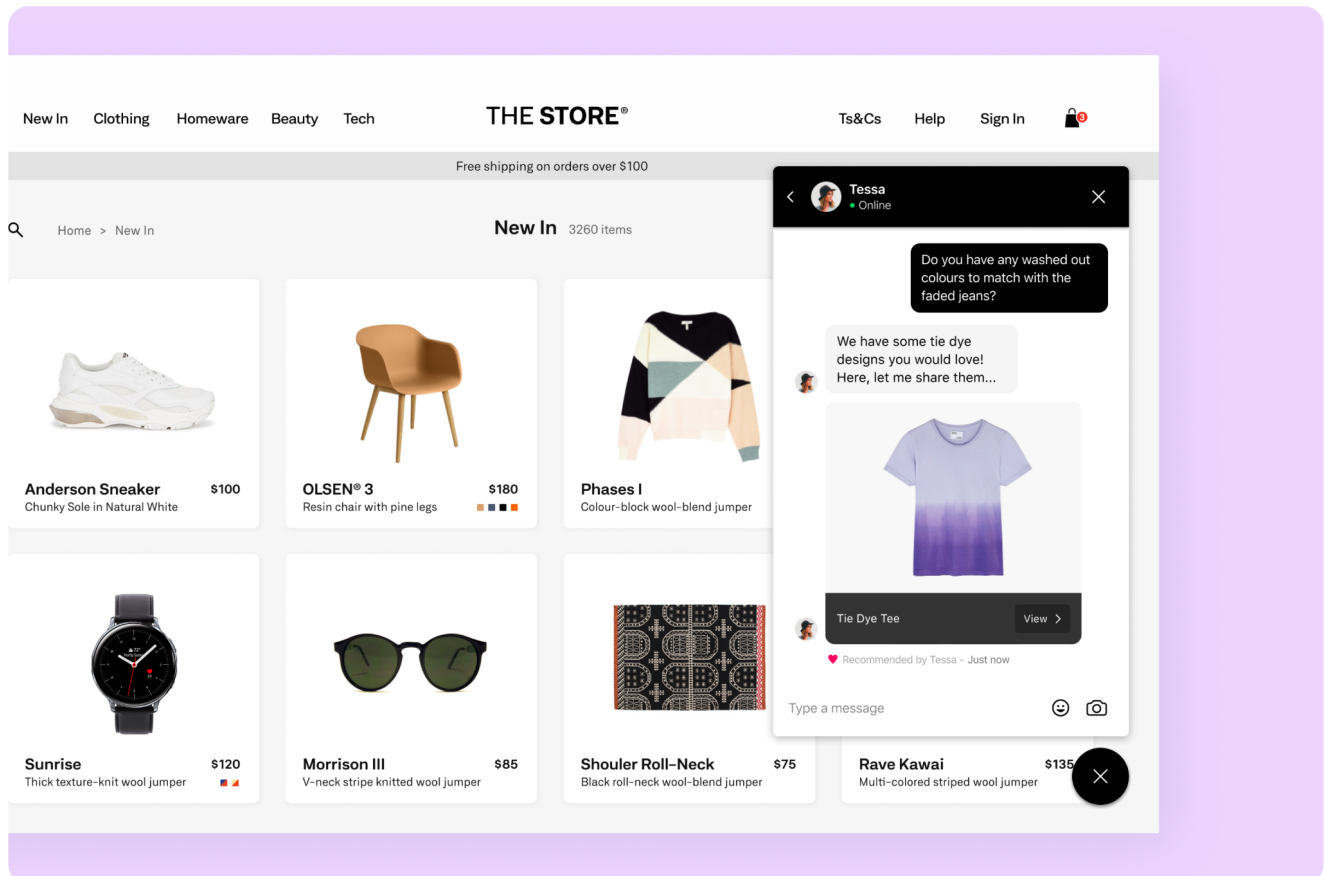 New In Clothing Homeware Beauty Tech THE STORE® Ts&Cs Help Sign In 3
Free shipping on orders over $100
Home > New In
New In 3260 items
Anderson Sneaker $100
Chunky Sole in Natural White
OLSEN® 3 $180
Resin chair with pine legs
Phases I
Colour-block wool-blend jumper
Sunrise $120
Thick texture-knit wool jumper
Morrison III $85
V-neck stripe knitted wool jumper
Shouler Roll-Neck $75
Black roll-neck wool-blend jumper
Rave Kawai $135
Multi-colored striped wool jumper
Tessa
Online
Do you have any washed out
colours to match with the
faded jeans?
We have some tie dye
designs you would love!
Here, let me share them...
Tie Dye Tee View >
Recommended by Tessa - Just now
Type a message